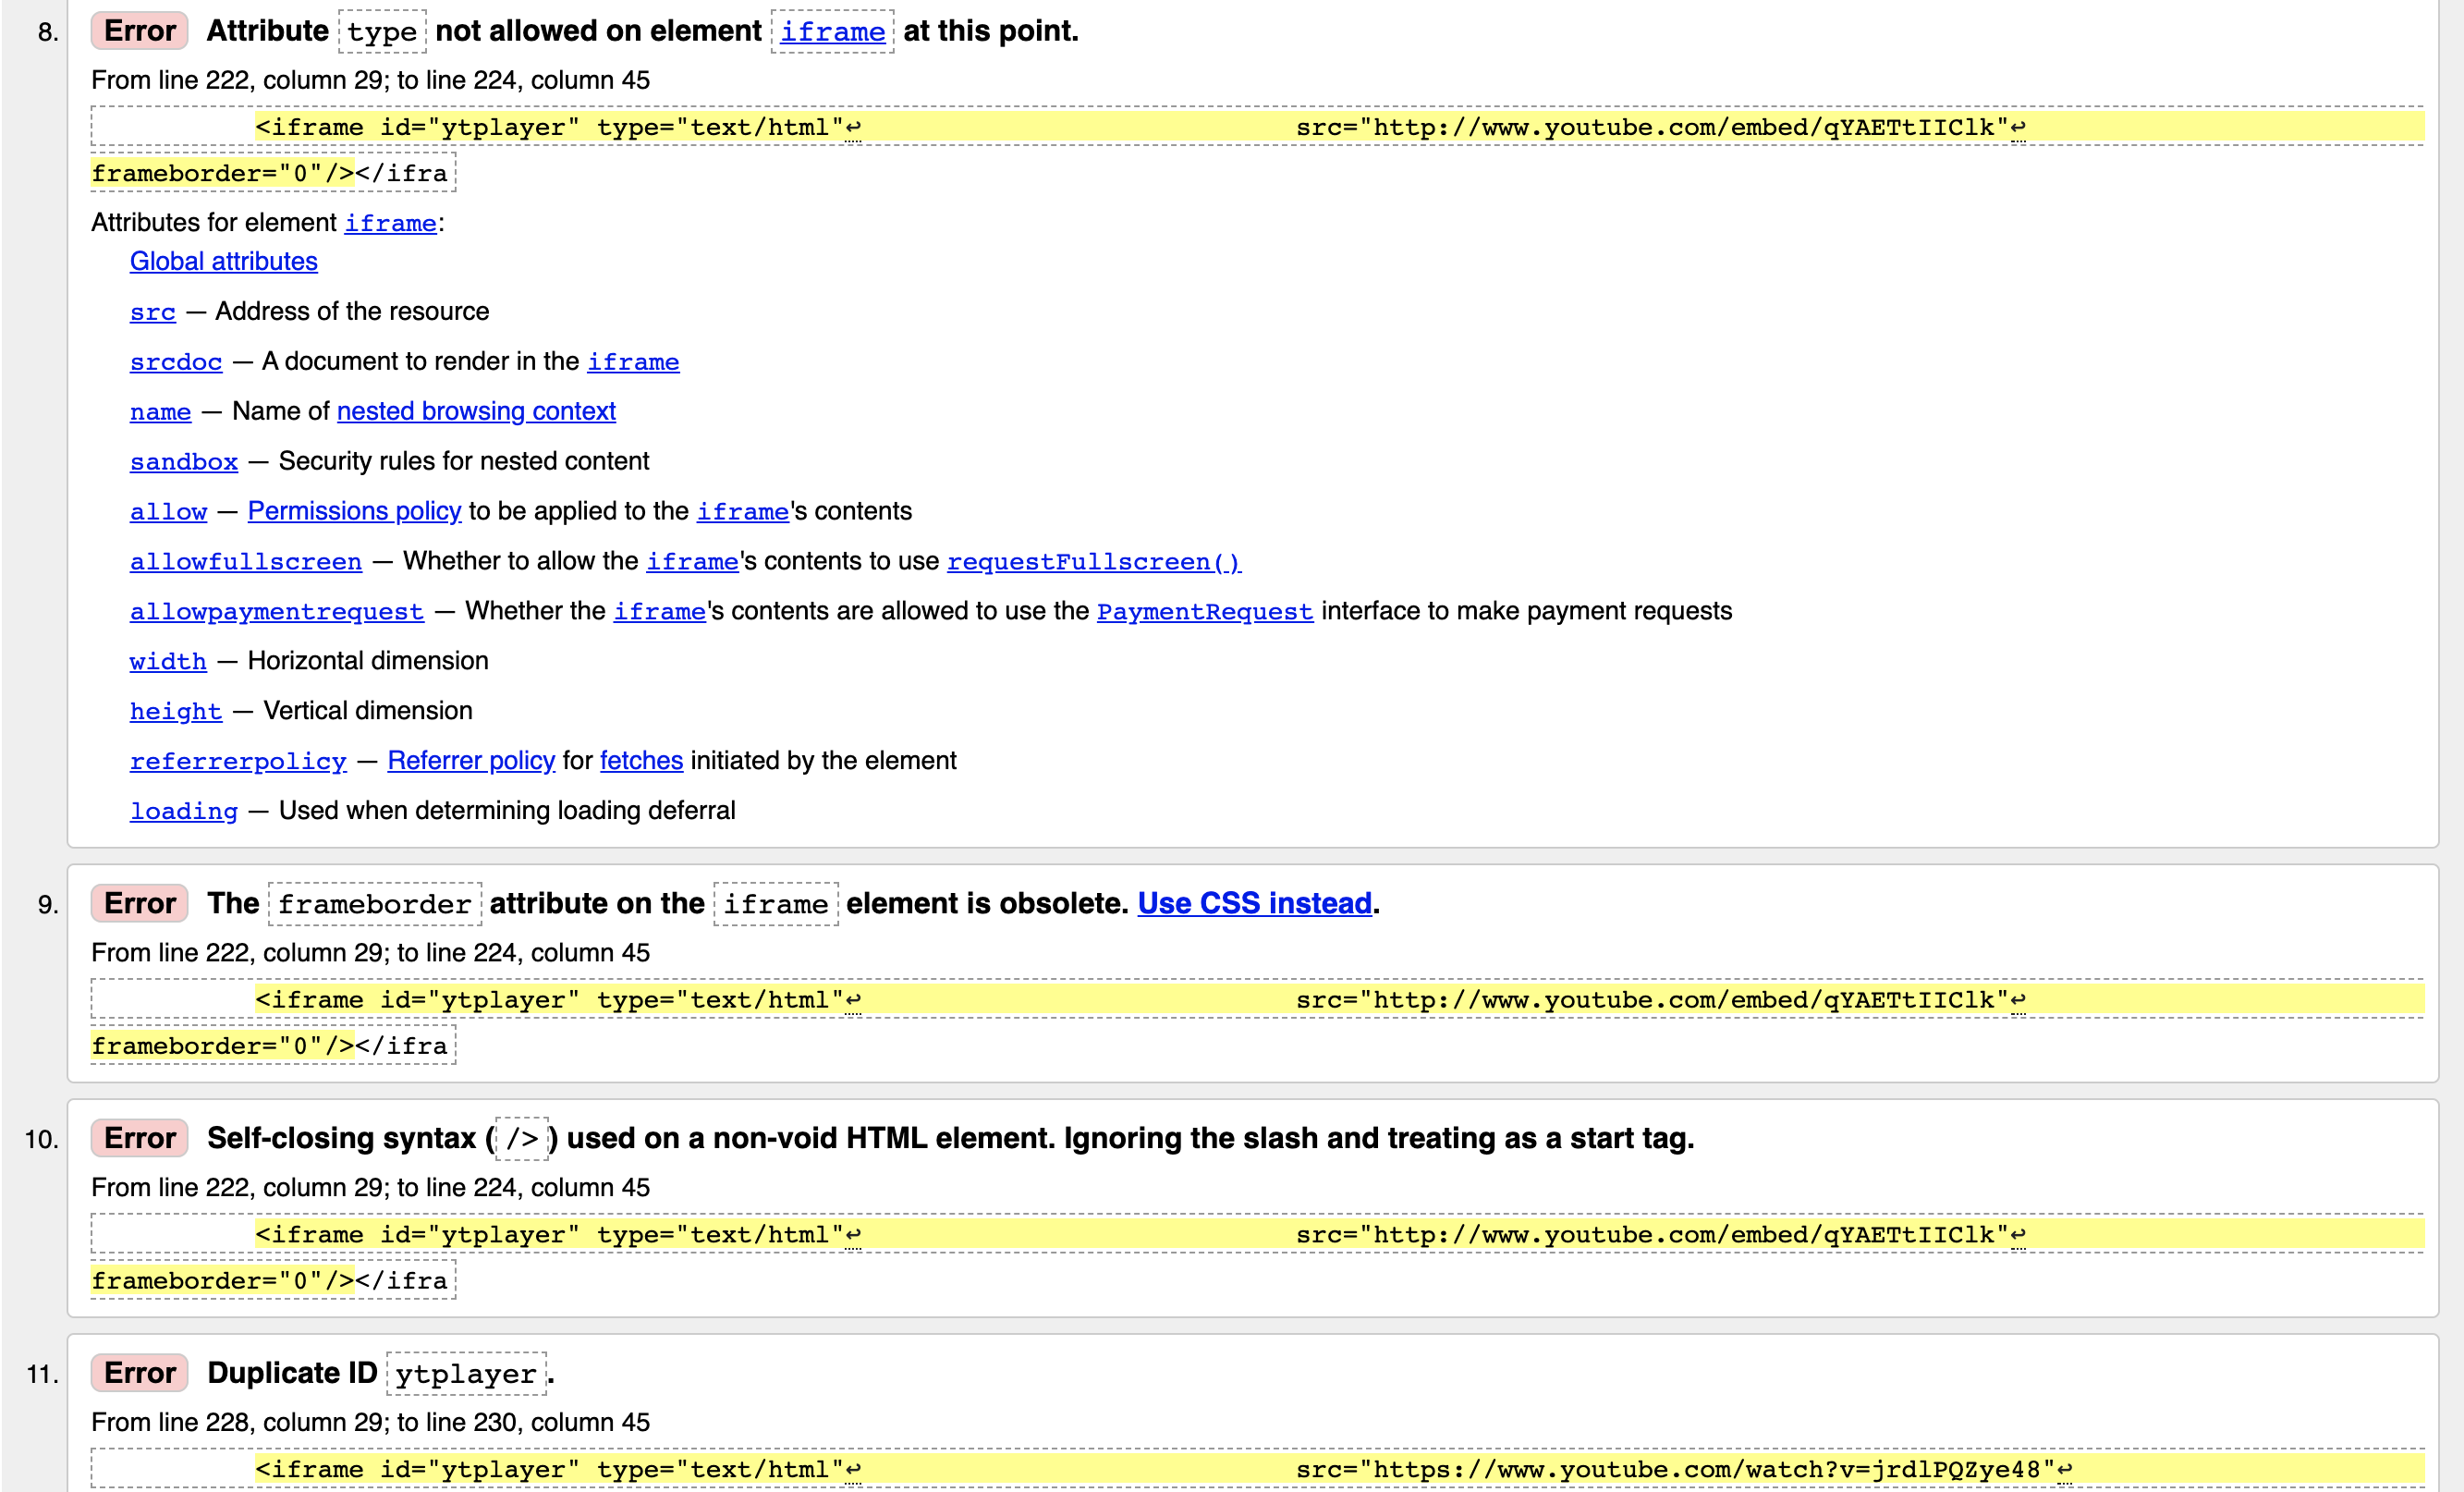 8. Error Attribute type not allowed on element iframe at this point.
From line 222, column 29; to line 224, column 45
<iframe id="ytplayer" type="text/html"↩ src="http://www.youtube.com/embed/qYAETtIIClk"↩
frameborder="0"/></ifra
Attributes for element iframe:
Global attributes
src — Address of the resource
srcdoc — A document to render in the iframe
name — Name of nested browsing context
sandbox — Security rules for nested content
allow — Permissions policy to be applied to the iframe's contents
allowfullscreen — Whether to allow the iframe's contents to use requestFullscreen()
allowpaymentrequest — Whether the iframe's contents are allowed to use the PaymentRequest interface to make payment requests
width — Horizontal dimension
height — Vertical dimension
referrerpolicy — Referrer policy for fetches initiated by the element
loading — Used when determining loading deferral
9. Error The frameborder attribute on the iframe element is obsolete. Use CSS instead.
From line 222, column 29; to line 224, column 45
<iframe id="ytplayer" type="text/html"↩ src="http://www.youtube.com/embed/qYAETtIIClk"↩
frameborder="0"/></ifra
10. Error Self-closing syntax (/>) used on a non-void HTML element. Ignoring the slash and treating as a start tag.
From line 222, column 29; to line 224, column 45
<iframe id="ytplayer" type="text/html"↩ src="http://www.youtube.com/embed/qYAETtIIClk"↩
frameborder="0"/></ifra
11. Error Duplicate ID ytplayer.
From line 228, column 29; to line 230, column 45
<iframe id="ytplayer" type="text/html"↩ src="https://www.youtube.com/watch?v=jrdlPQZye48"↩